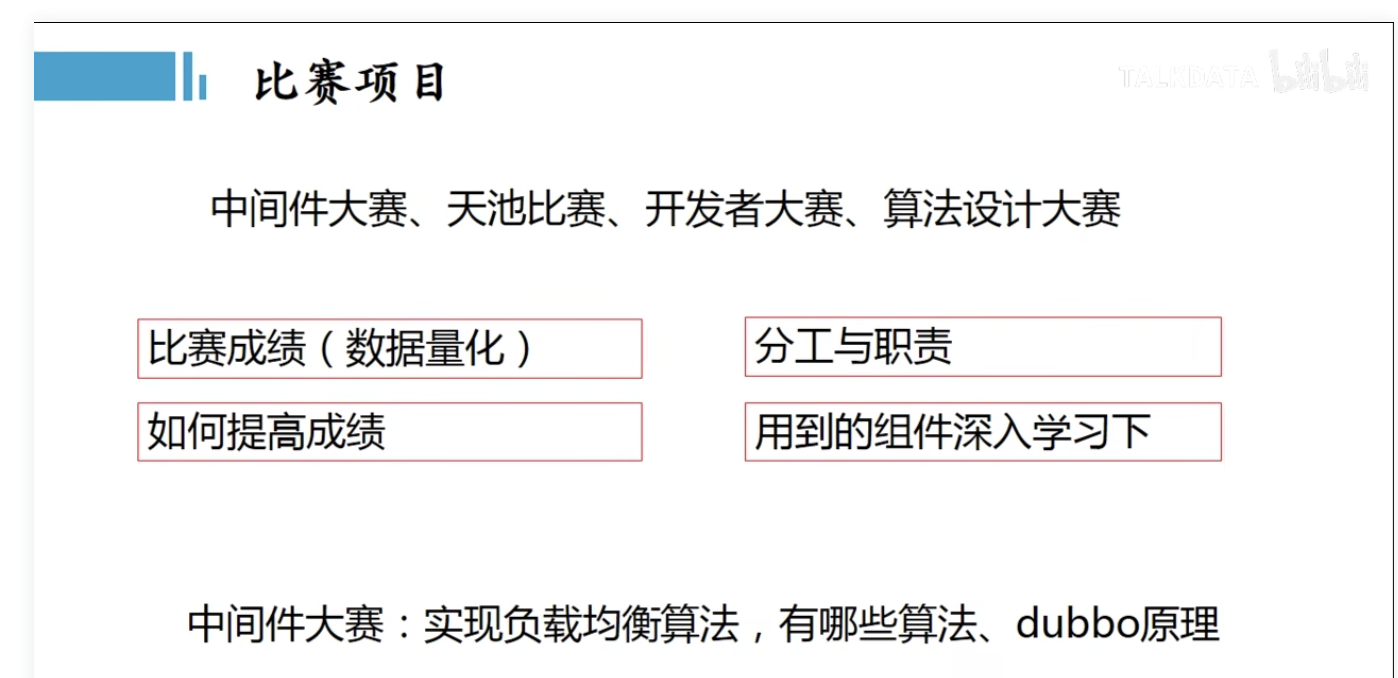 比赛项目
TALKDATA bilibili
中间件大赛、天池比赛、开发者大赛、算法设计大赛
比赛成绩（数据量化）
分工与职责
如何提高成绩
用到的组件深入学习下
中间件大赛：实现负载均衡算法，有哪些算法、dubbo原理